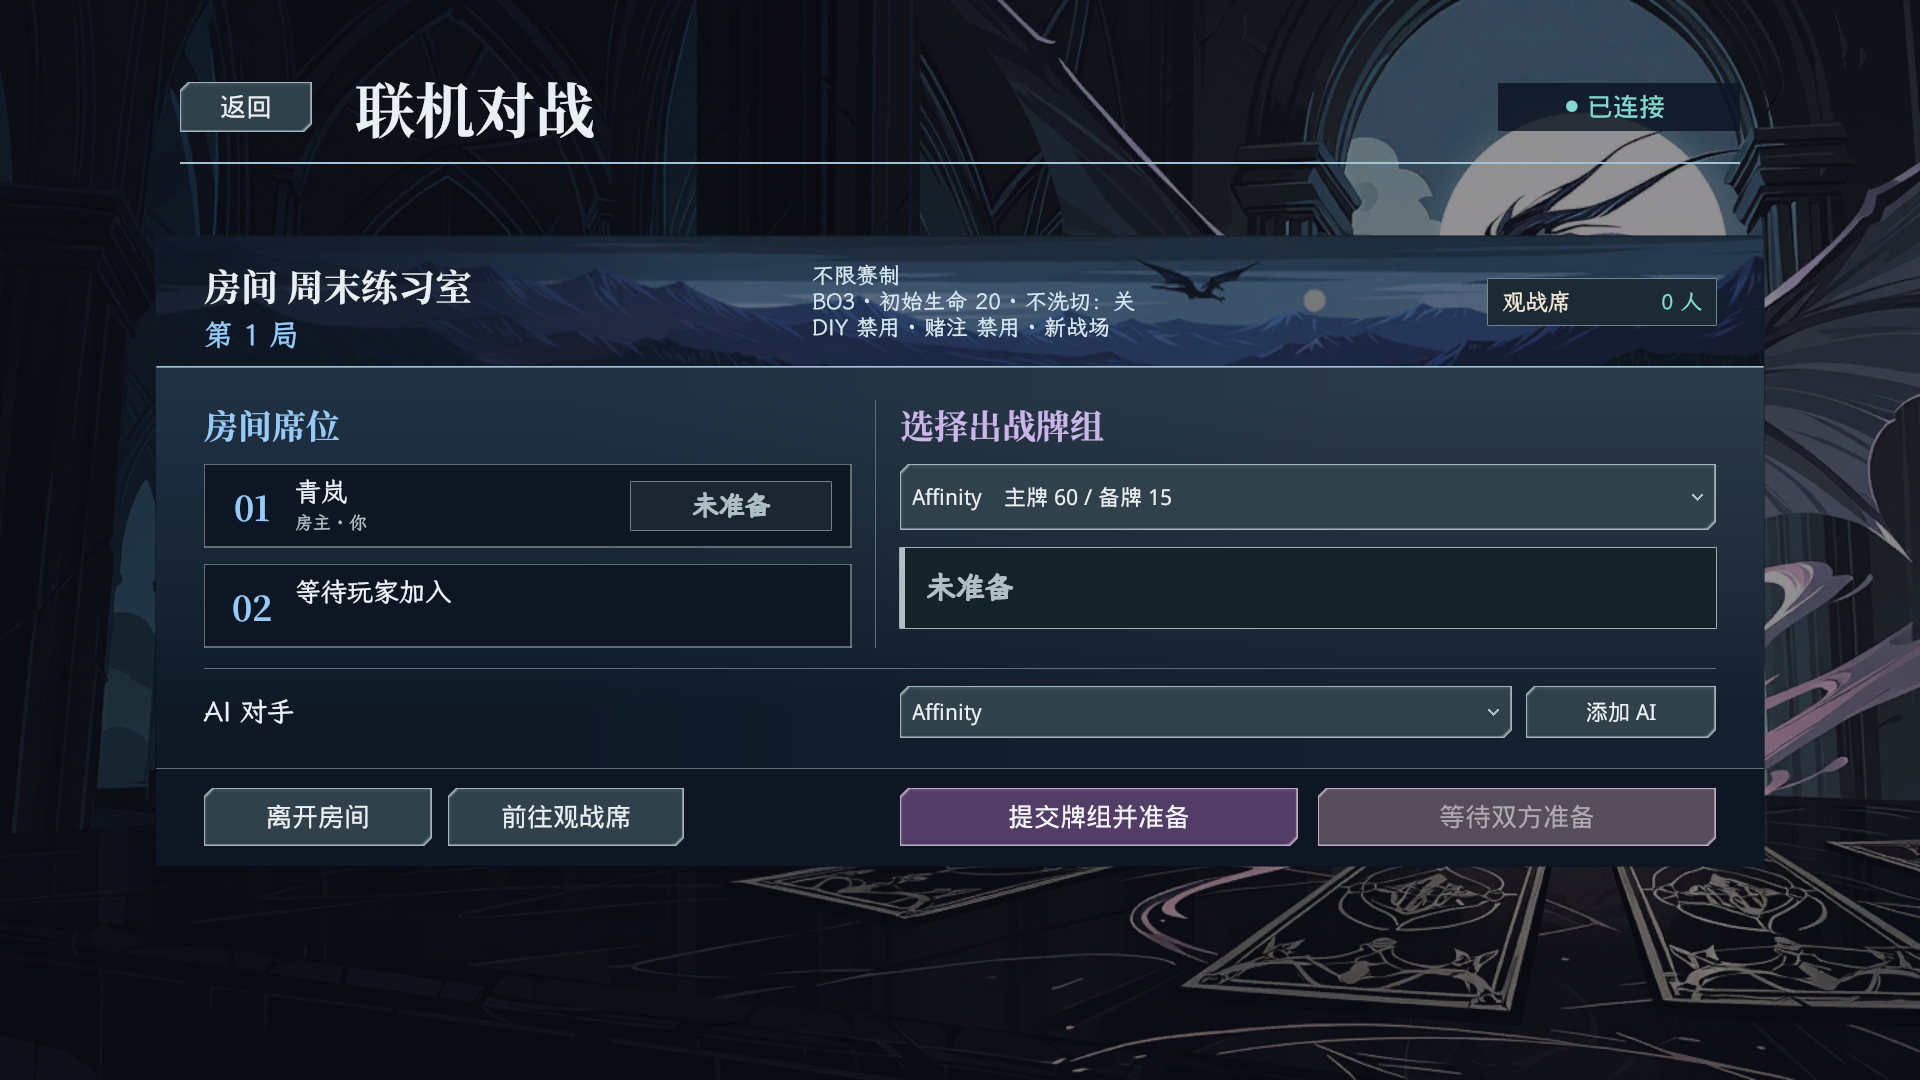 返回
联机对战
已连接
房间 周末练习室
第 1 局
不限赛制
BO3・初始生命 20・不洗切：关
DIY 禁用・赌注 禁用・新战场
观战席 0 人
房间席位
01
青岚
房主・你
未准备
02
等待玩家加入
选择出战牌组
Affinity 主牌 60 / 备牌 15
未准备
AI 对手
Affinity
添加 AI
离开房间
前往观战席
提交牌组并准备
等待双方准备